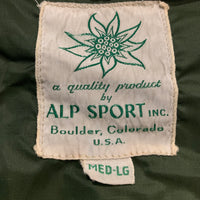 a quality product
by
ALP SPORT INC.
Boulder, Colorado
U.S.A.
MED-LG